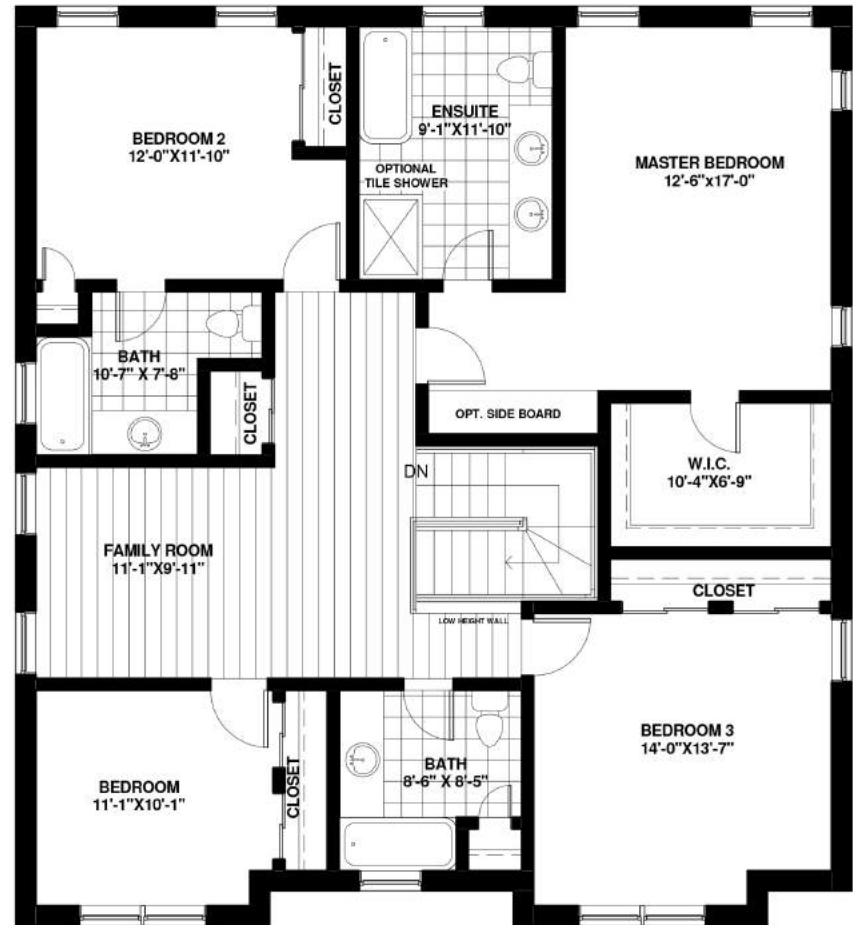 BEDROOM 2
12'-0"X11'-10"
CLOSET
ENSUITE
9'-1"X11'-10"
OPTIONAL
TILE SHOWER
MASTER BEDROOM
12'-6"x17'-0"
BATH
10'-7" X 7'-8"
CLOSET
OPT. SIDE BOARD
DN
W.I.C.
10'-4"X6'-9"
FAMILY ROOM
11'-1"X9'-11"
CLOSET
LOW HEIGHT WALL
BEDROOM 3
14'-0"X13'-7"
BEDROOM
11'-1"X10'-1"
CLOSET
BATH
8'-6" X 8'-5"